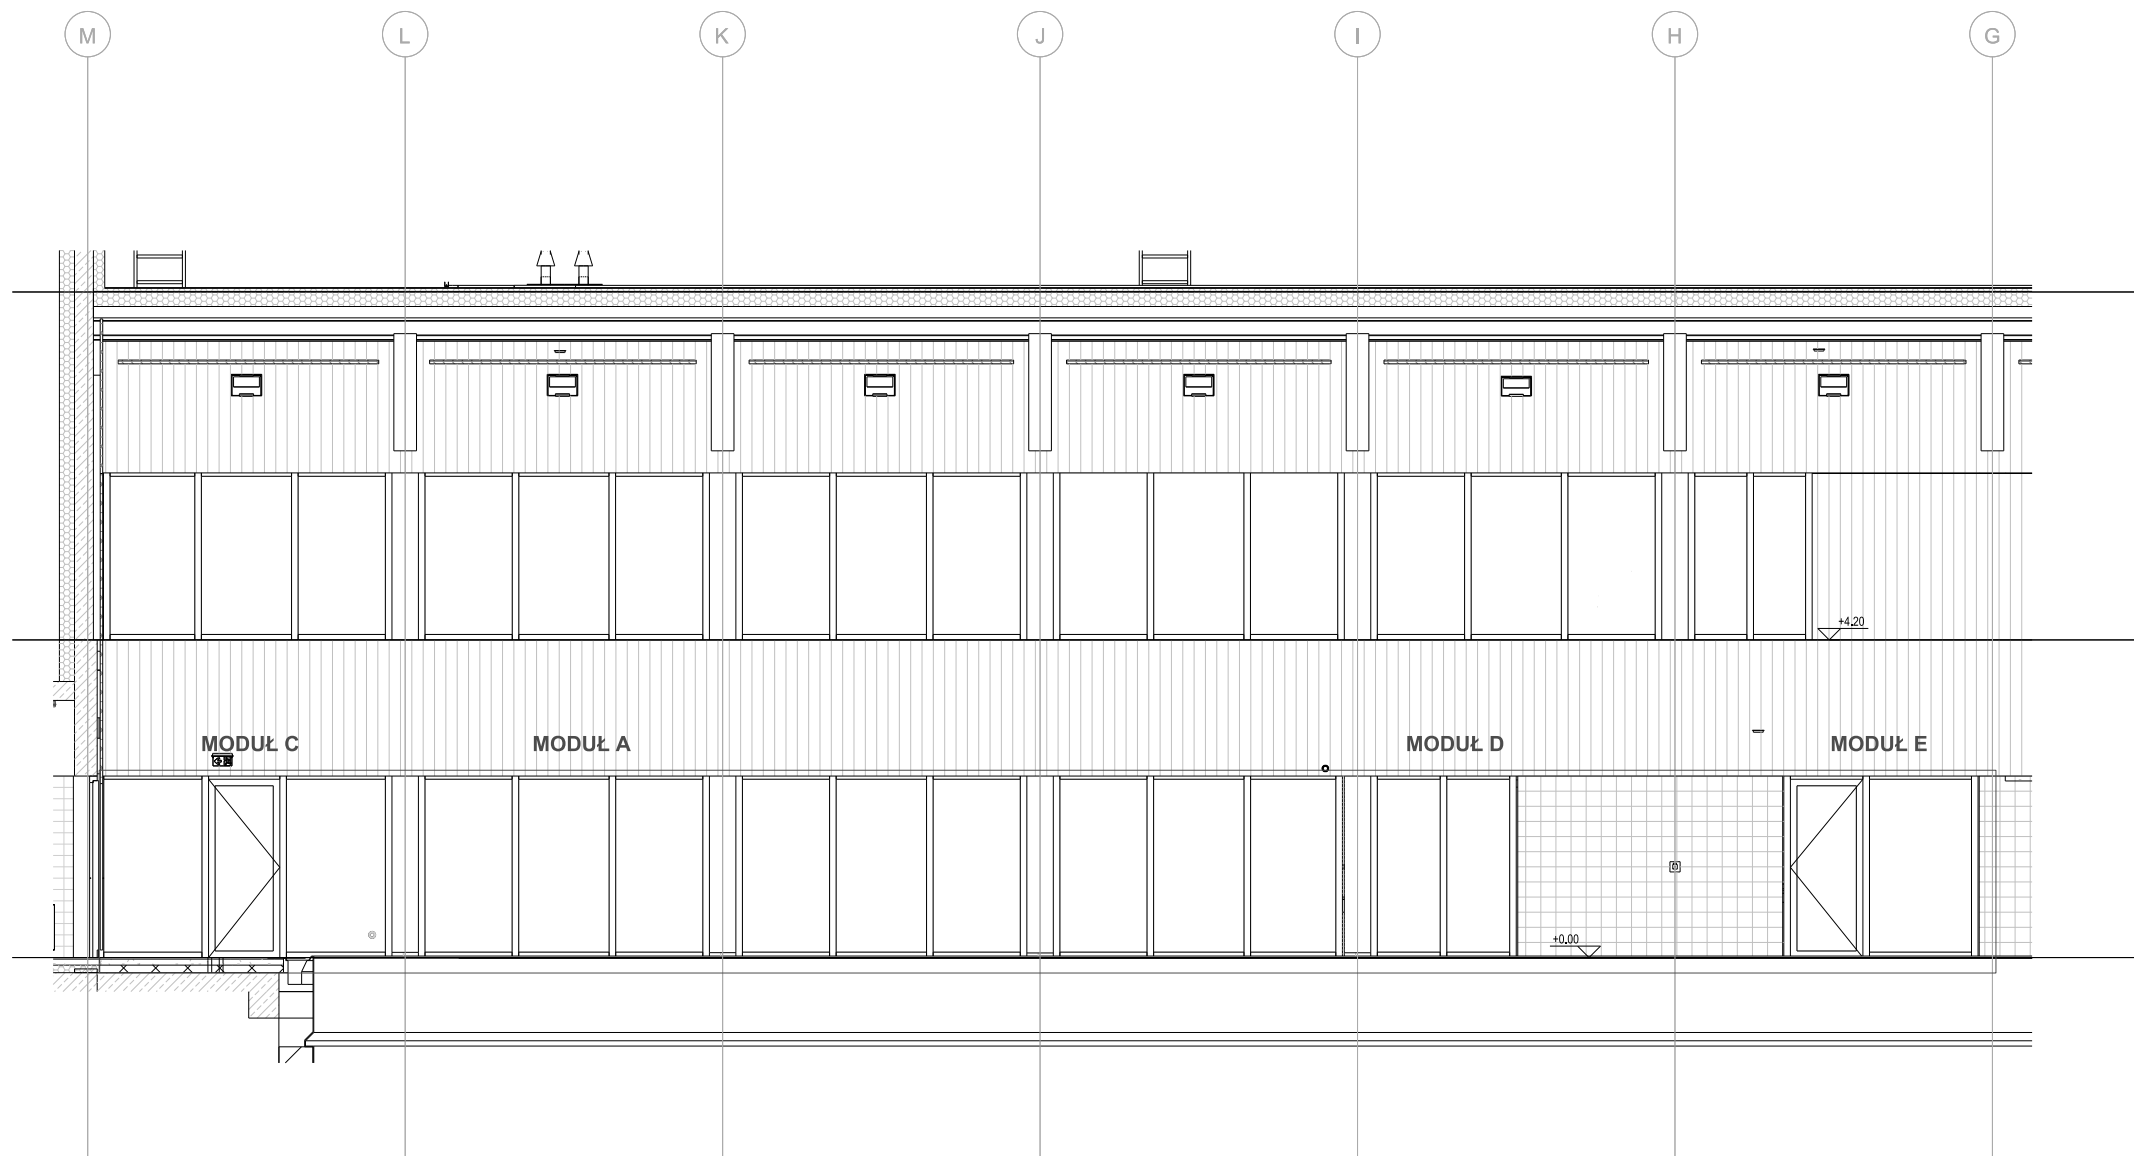 M L K J I H G
+4.20
MODUŁ C MODUŁ A MODUŁ D MODUŁ E
+0.00